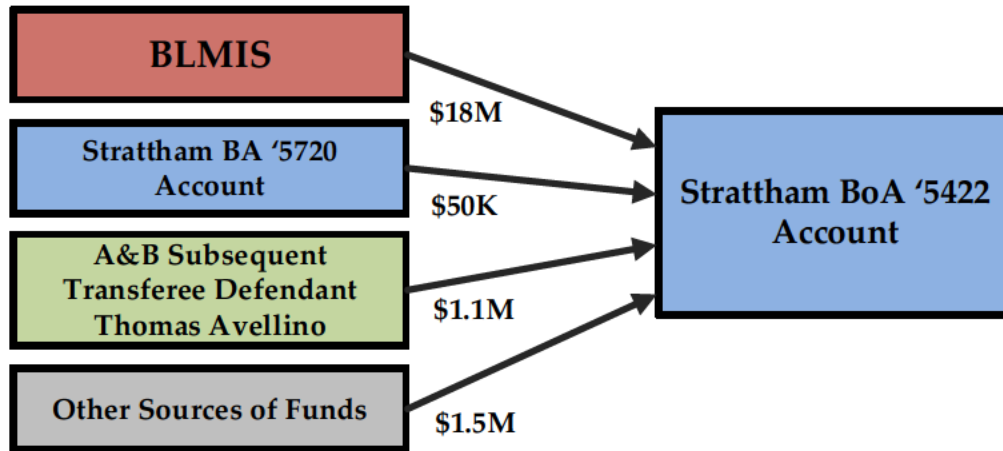 BLMIS
$18M
Strattham BA ‘5720
Account
$50K
A&B Subsequent
Transferee Defendant
Thomas Avellino
$1.1M
Other Sources of Funds
$1.5M
Strattham BoA ‘5422
Account